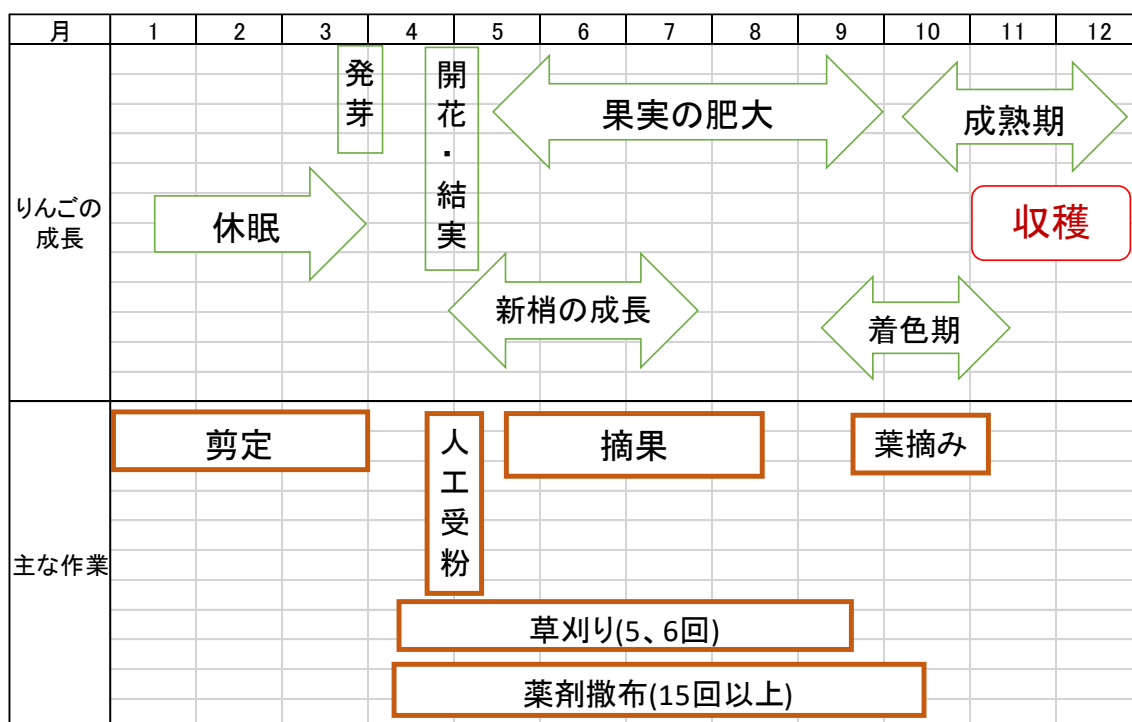 月 1 2 3 4 5 6 7 8 9 10 11 12
りんごの
成長
発芽
開花・結実
果実の肥大
成熟期
休眠
収穫
新梢の成長
着色期
主な作業
剪定
人工受粉
摘果
葉摘み
草刈り(5、6回)
薬剤撒布(15回以上)